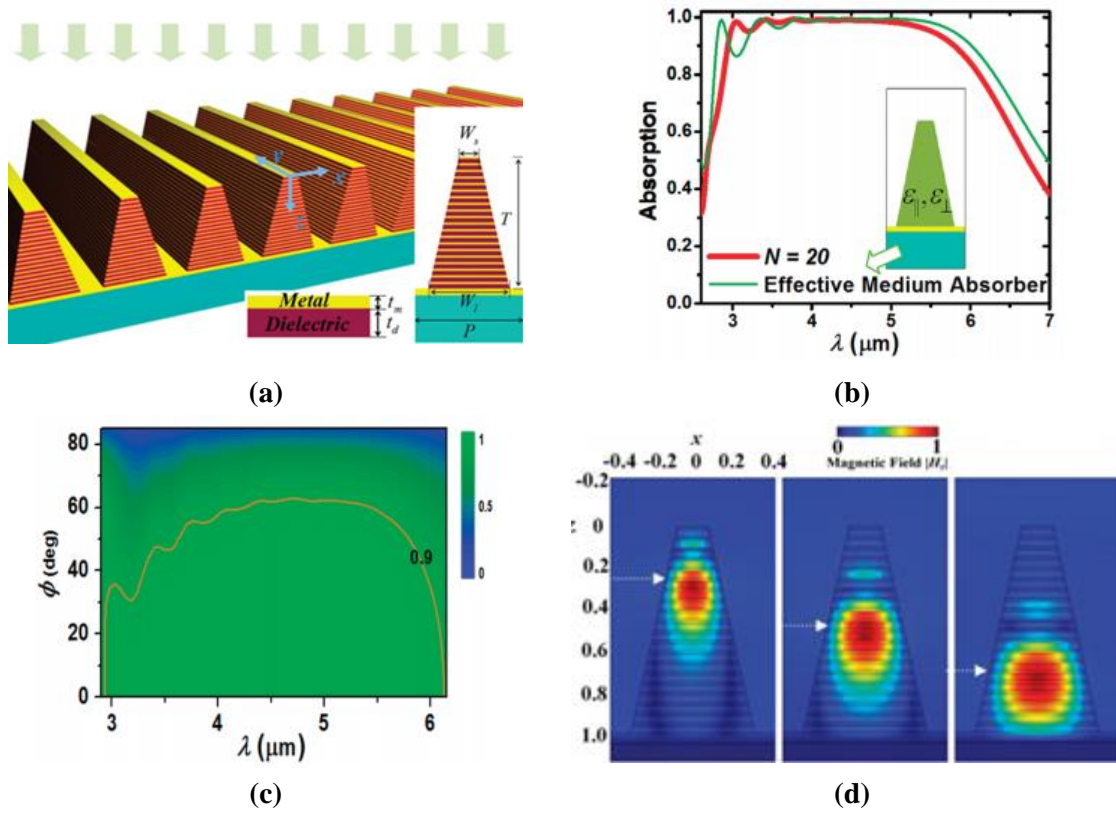 y
x
z
W_s
T
Metal
t_m
Dielectric
t_d
W_l
P
(a)
1.0
0.8
0.6
0.4
0.2
0.0
Absorption
ε_||, ε_⊥
N = 20
Effective Medium Absorber
3 4 5 6 7
λ (μm)
(b)
80
60
40
20
0
ϕ (deg)
0.9
1
0.5
0
3 4 5 6
λ (μm)
(c)
x
-0.4 -0.2 0 0.2 0.4
0 1
Magnetic Field |H_y|
-0.2
z
0
0.2
0.4
0.6
0.8
1.0
(d)